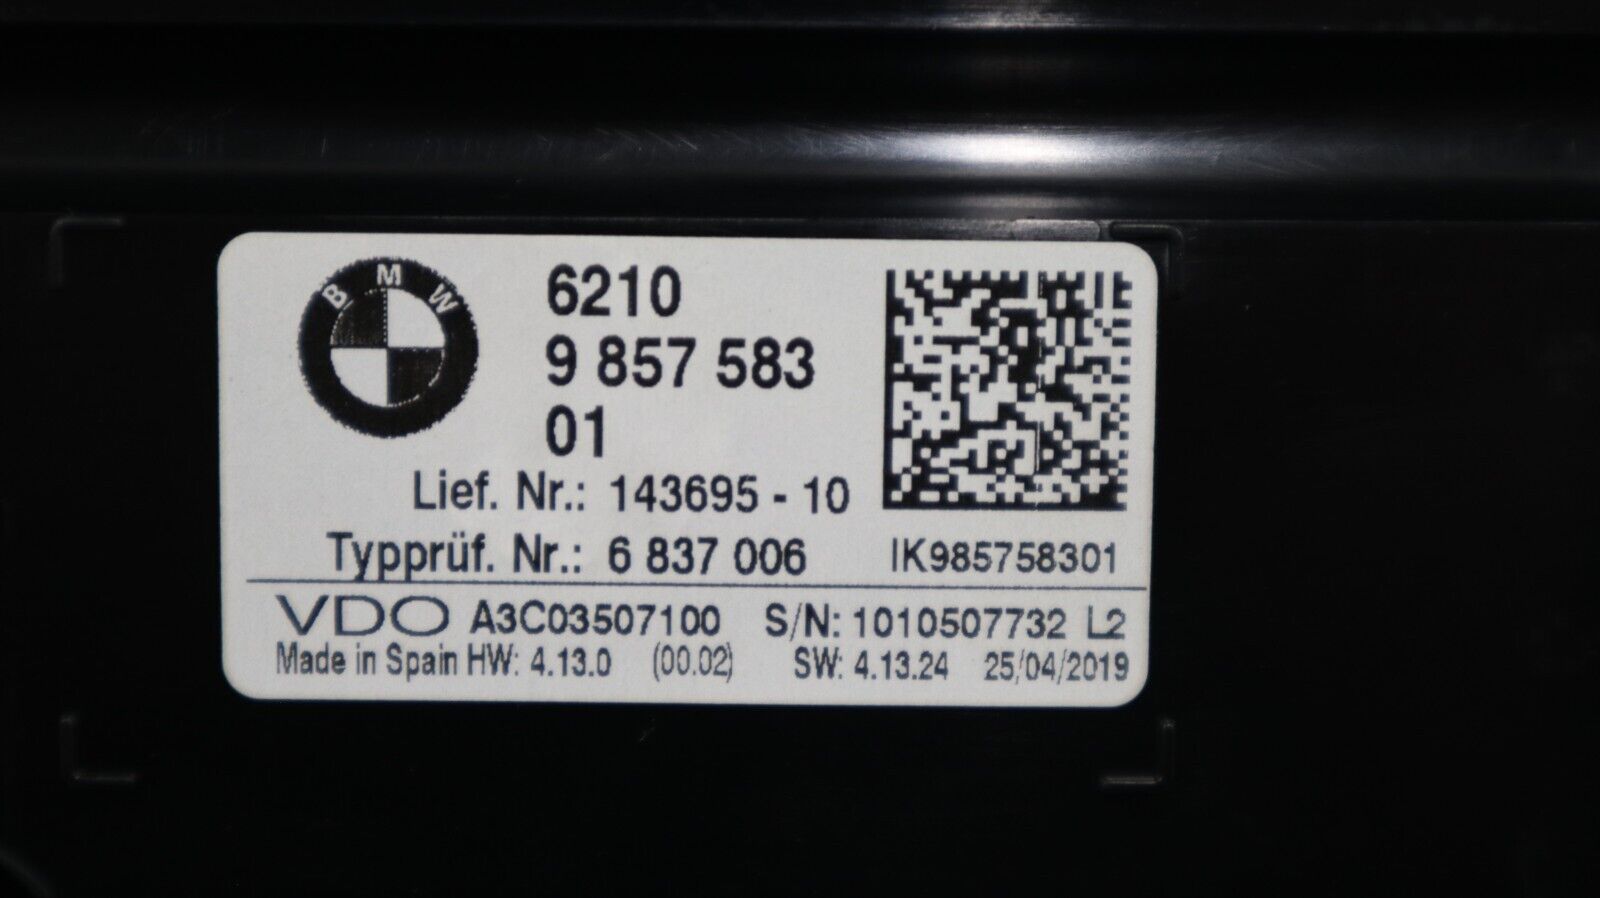 BMW
6210
9 857 583
01
Lief. Nr.: 143695 - 10
Typprüf. Nr.: 6 837 006 IK985758301
VDO A3C03507100 S/N: 1010507732 L2
Made in Spain HW: 4.13.0 (00.02) SW: 4.13.24 25/04/2019